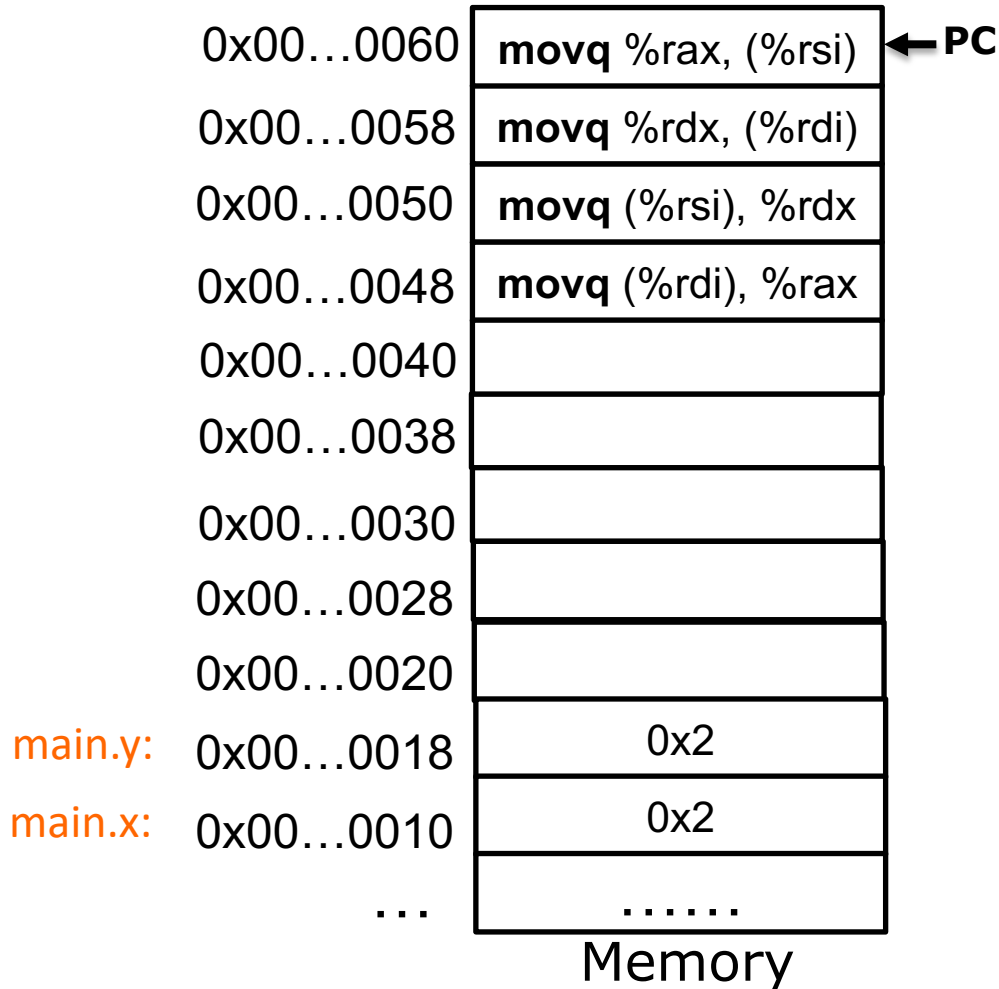 0x00…0060 movq %rax, (%rsi) PC
0x00…0058 movq %rdx, (%rdi)
0x00…0050 movq (%rsi), %rdx
0x00…0048 movq (%rdi), %rax
0x00…0040
0x00…0038
0x00…0030
0x00…0028
0x00…0020
main.y: 0x00…0018 0x2
main.x: 0x00…0010 0x2
… ……
Memory